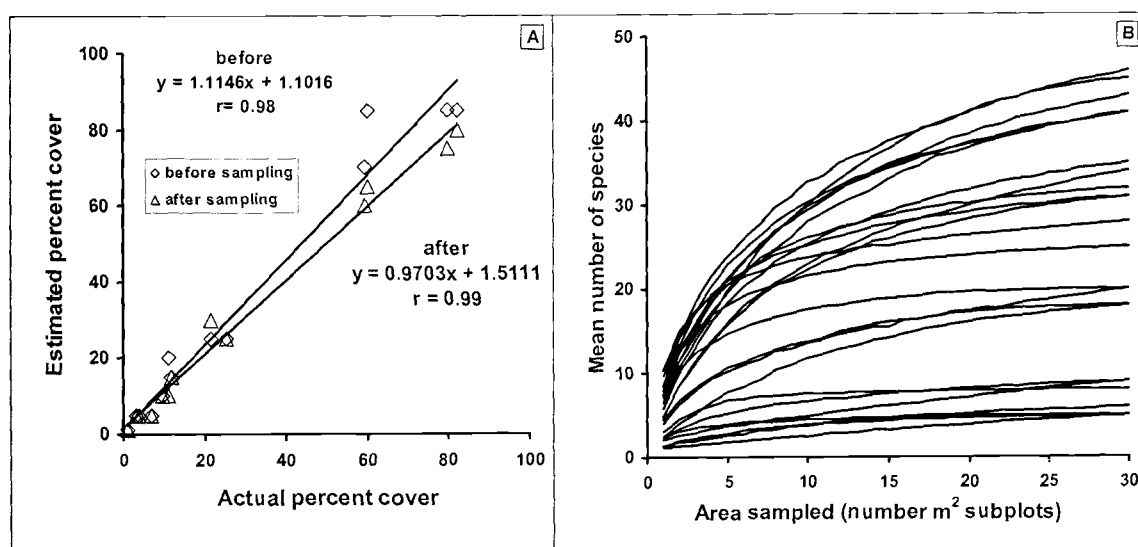 A
before
y = 1.1146x + 1.1016
r= 0.98
before sampling
after sampling
after
y = 0.9703x + 1.5111
r = 0.99
Estimated percent cover
100
80
60
40
20
0
0 20 40 60 80 100
Actual percent cover
B
Mean number of species
50
40
30
20
10
0
0 5 10 15 20 25 30
Area sampled (number m² subplots)